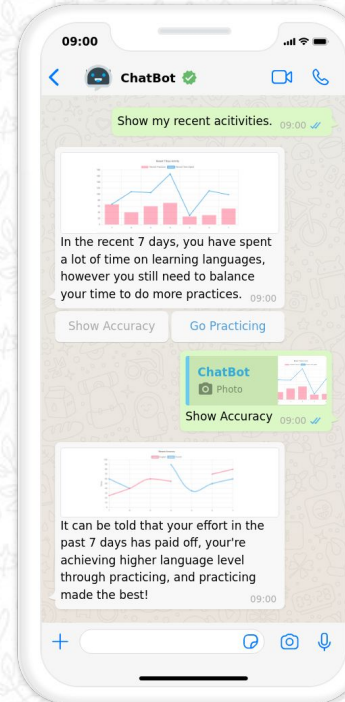 09:00
ChatBot
Show my recent acitivities.
09:00
In the recent 7 days, you have spent
a lot of time on learning languages,
however you still need to balance
your time to do more practices.
09:00
Show Accuracy
Go Practicing
ChatBot
Photo
Show Accuracy
09:00
It can be told that your effort in the
past 7 days has paid off, your're
achieving higher language level
through practicing, and practicing
made the best!
09:00